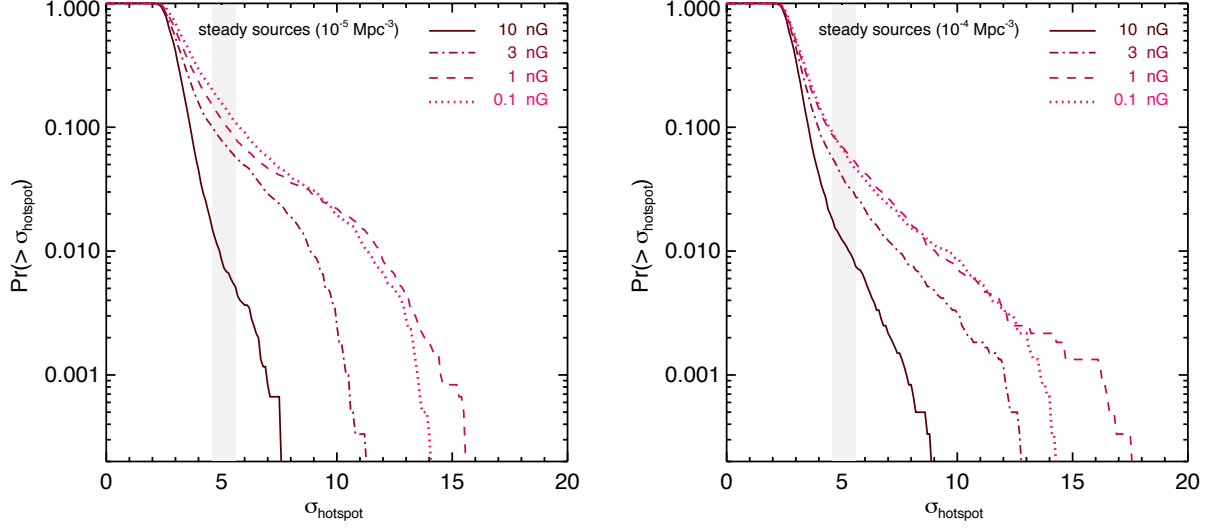 steady sources (10⁻⁵ Mpc⁻³)
10 nG
3 nG
1 nG
0.1 nG
1.000
0.100
0.010
0.001
Pr(> σhotspot)
0 5 10 15 20
σhotspot
steady sources (10⁻⁴ Mpc⁻³)
10 nG
3 nG
1 nG
0.1 nG
1.000
0.100
0.010
0.001
Pr(> σhotspot)
0 5 10 15 20
σhotspot